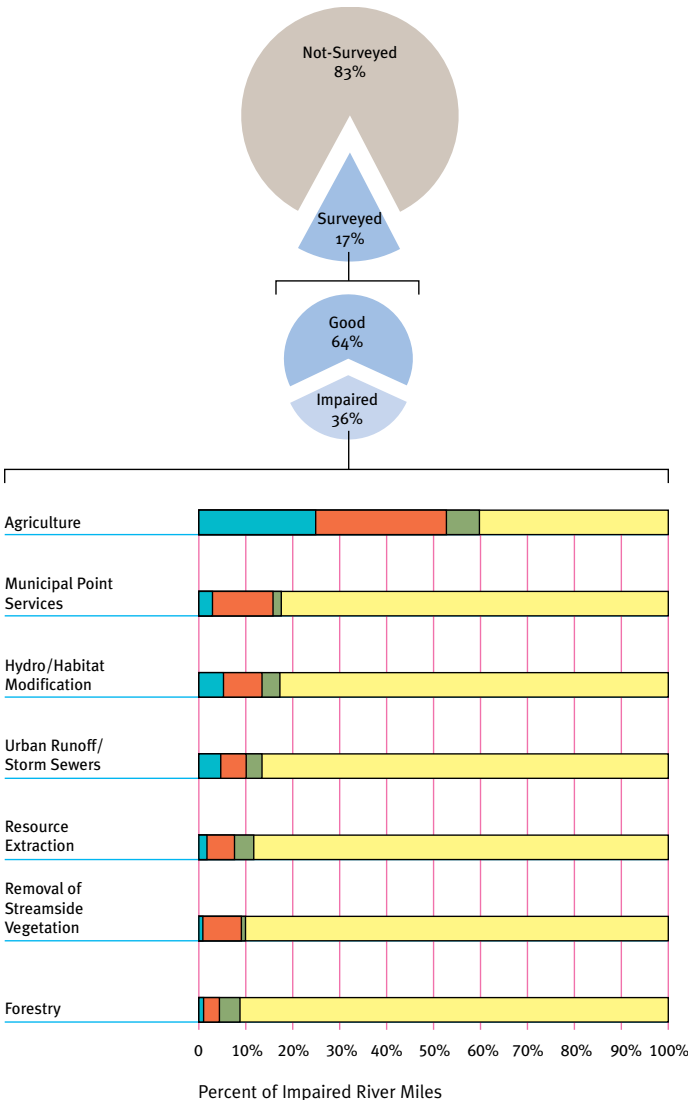 Not-Surveyed
83%
Surveyed
17%
Good
64%
Impaired
36%
Agriculture
Municipal Point
Services
Hydro/Habitat
Modification
Urban Runoff/
Storm Sewers
Resource
Extraction
Removal of
Streamside
Vegetation
Forestry
0 10% 20% 30% 40% 50% 60% 70% 80% 90% 100%
Percent of Impaired River Miles